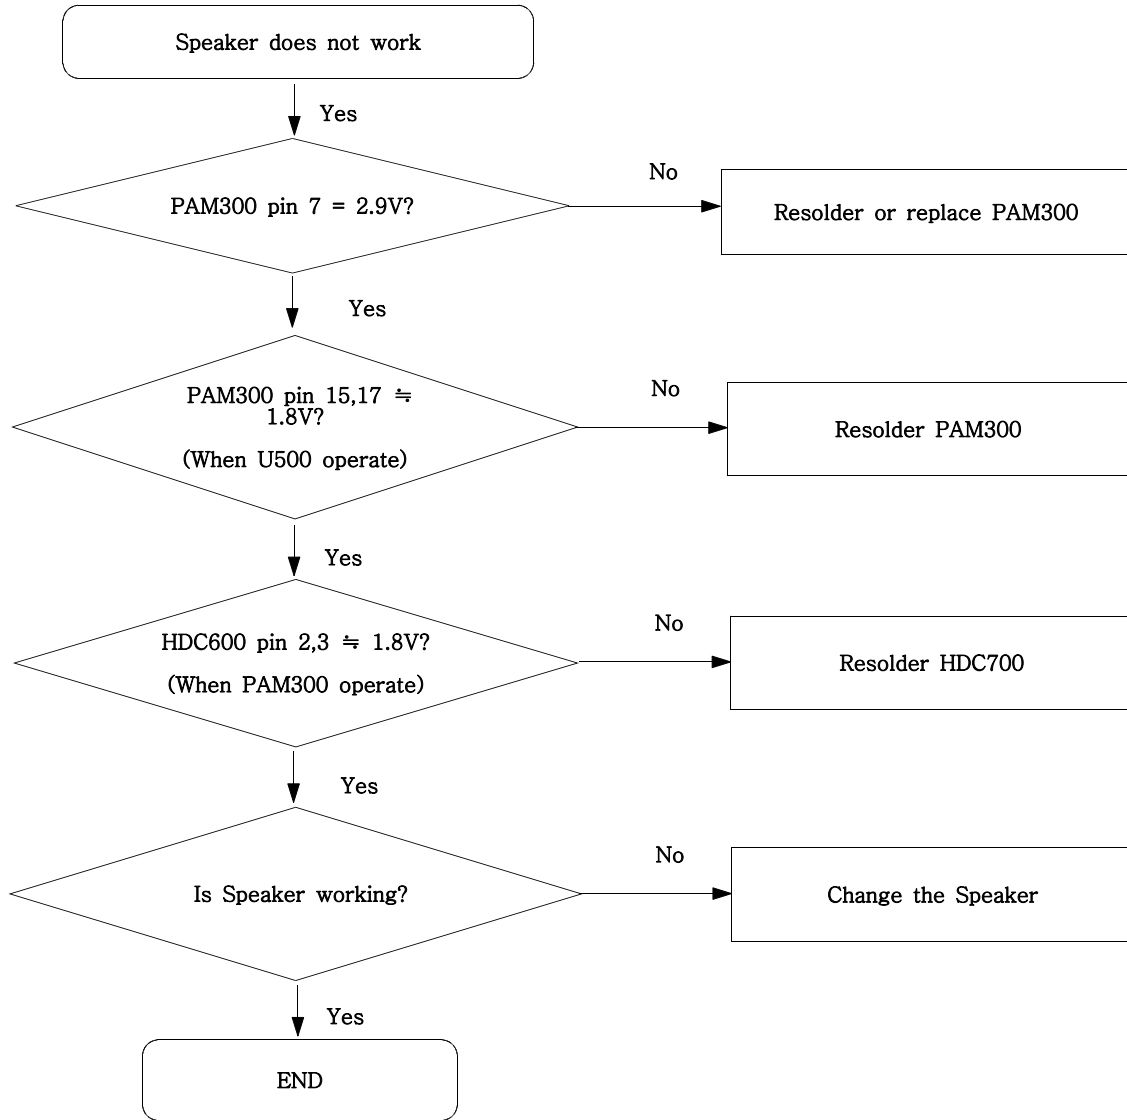 Speaker does not work
Yes
PAM300 pin 7 = 2.9V?
No
Resolder or replace PAM300
Yes
PAM300 pin 15,17 ≒
1.8V?
(When U500 operate)
No
Resolder PAM300
Yes
HDC600 pin 2,3 ≒ 1.8V?
(When PAM300 operate)
No
Resolder HDC700
Yes
Is Speaker working?
No
Change the Speaker
Yes
END